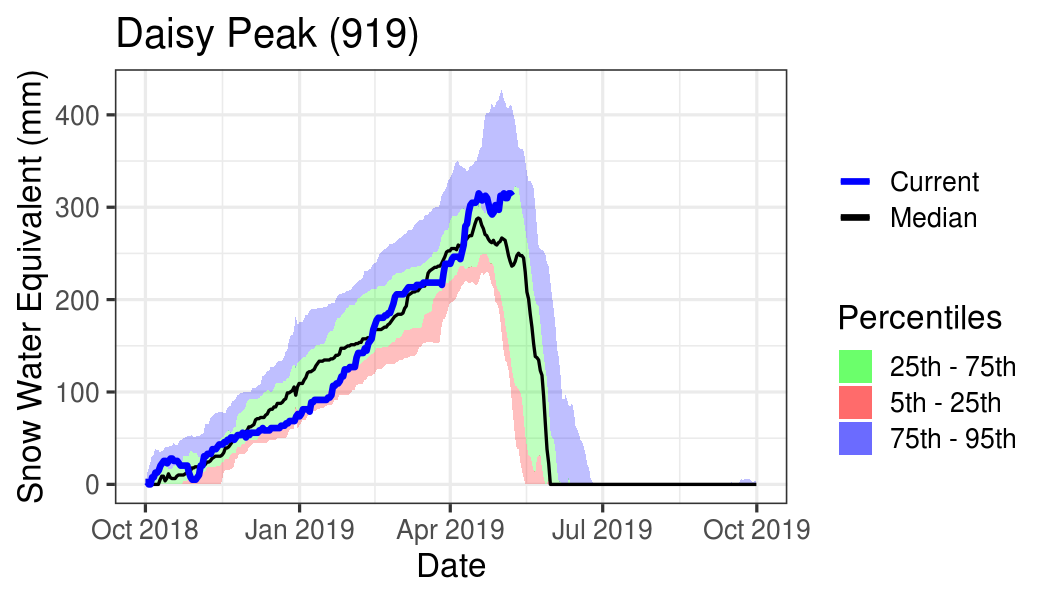 Daisy Peak (919)
Snow Water Equivalent (mm)
400
300
200
100
0
Oct 2018
Jan 2019
Apr 2019
Jul 2019
Oct 2019
Date
Current
Median
Percentiles
25th - 75th
5th - 25th
75th - 95th